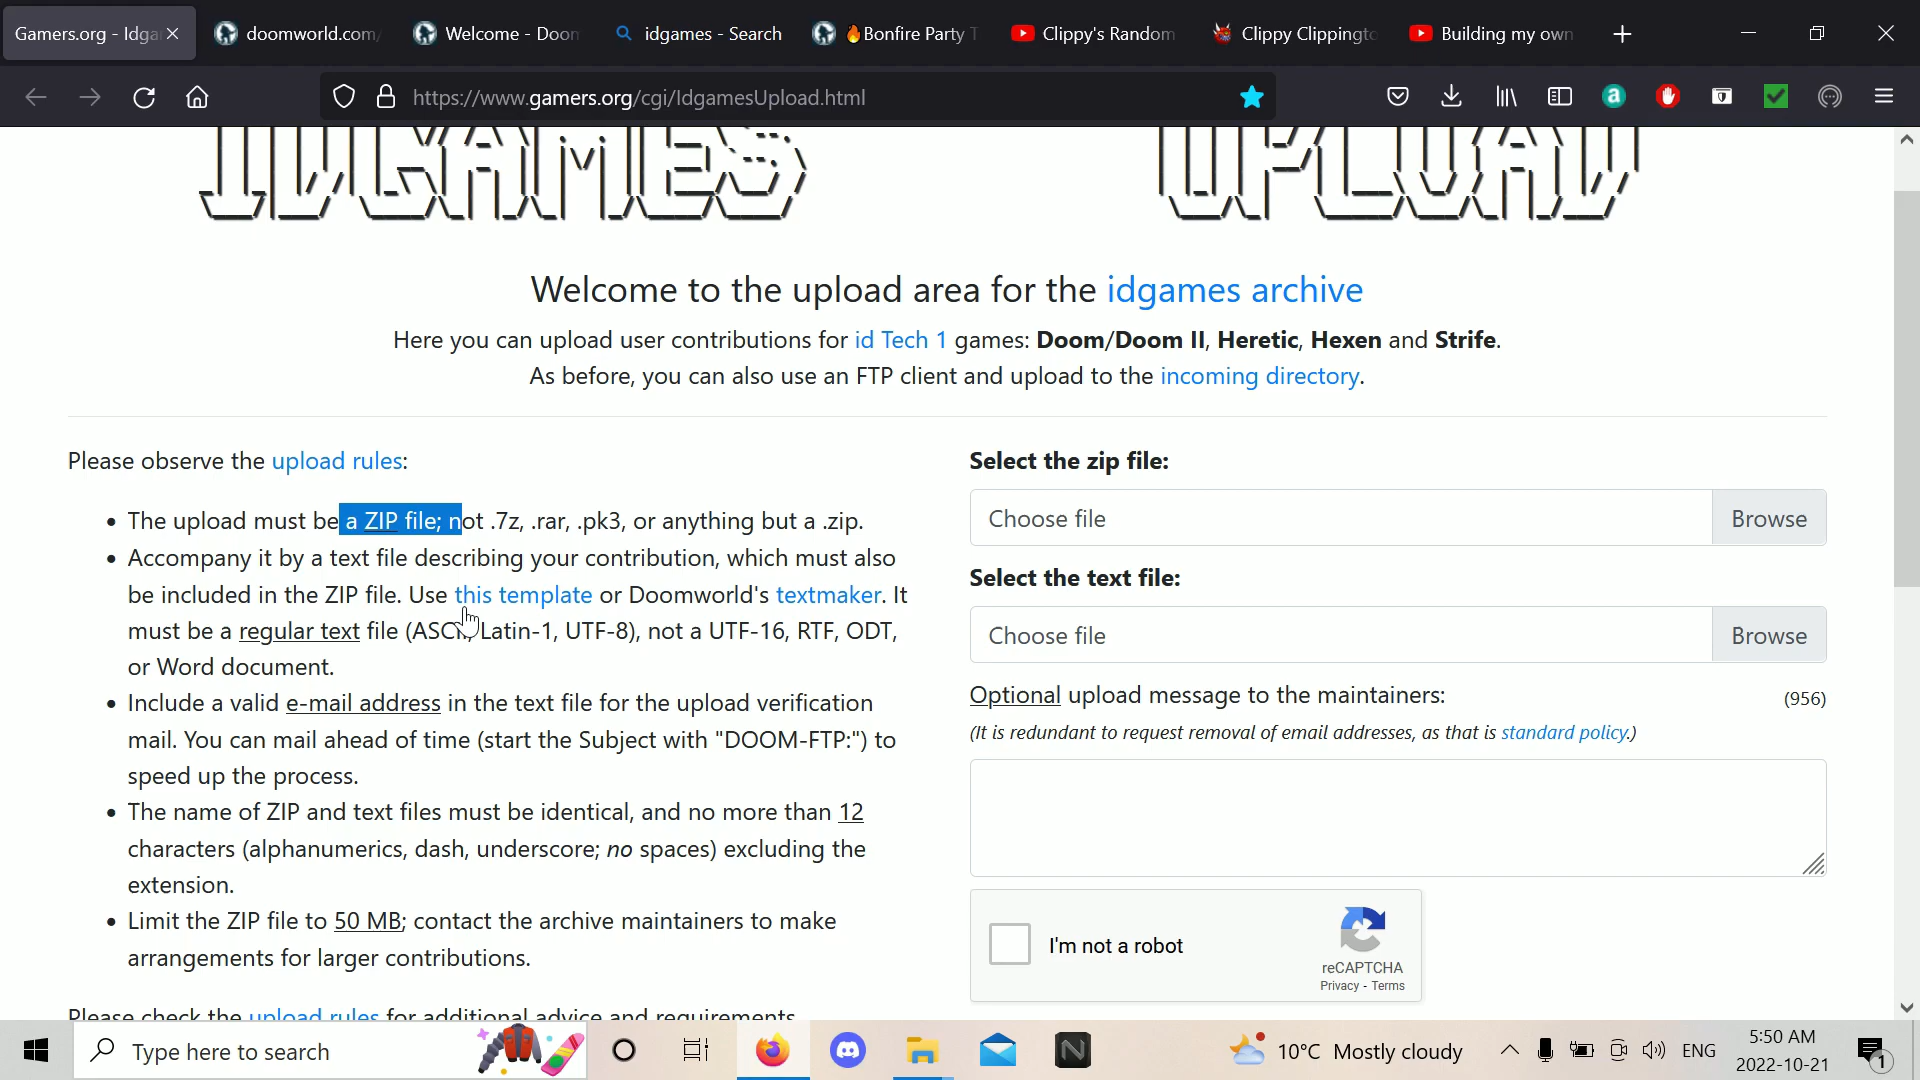 Gamers.org - Idga
doomworld.com/
Welcome - Doom
idgames - Search
🔥Bonfire Party T
Clippy's Random
Clippy Clippingto
Building my own
https://www.gamers.org/cgi/IdgamesUpload.html
IDGAMES UPLOAD
Welcome to the upload area for the idgames archive
Here you can upload user contributions for id Tech 1 games: Doom/Doom II, Heretic, Hexen and Strife.
As before, you can also use an FTP client and upload to the incoming directory.
Please observe the upload rules:
• The upload must be a ZIP file; not .7z, .rar, .pk3, or anything but a .zip.
• Accompany it by a text file describing your contribution, which must also
be included in the ZIP file. Use this template or Doomworld's textmaker. It
must be a regular text file (ASCII, Latin-1, UTF-8), not a UTF-16, RTF, ODT,
or Word document.
• Include a valid e-mail address in the text file for the upload verification
mail. You can mail ahead of time (start the Subject with "DOOM-FTP:") to
speed up the process.
• The name of ZIP and text files must be identical, and no more than 12
characters (alphanumerics, dash, underscore; no spaces) excluding the
extension.
• Limit the ZIP file to 50 MB; contact the archive maintainers to make
arrangements for larger contributions.
Please check the upload rules for additional advice and requirements
Select the zip file:
Choose file
Browse
Select the text file:
Choose file
Browse
Optional upload message to the maintainers:
(956)
(It is redundant to request removal of email addresses, as that is standard policy.)
I'm not a robot
reCAPTCHA
Privacy - Terms
Type here to search
10°C Mostly cloudy
ENG
5:50 AM
2022-10-21
1